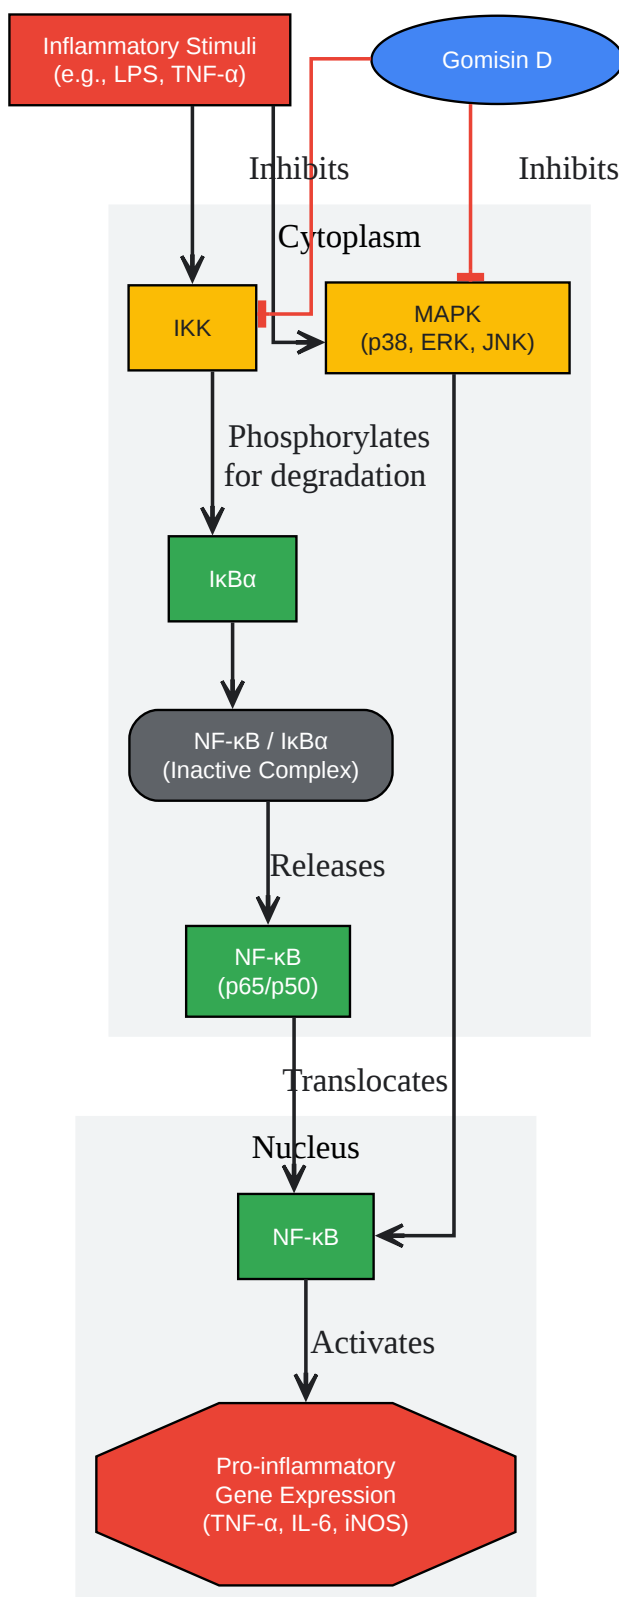 Inflammatory Stimuli
(e.g., LPS, TNF-α)
Gomisin D
Inhibits
Inhibits
Cytoplasm
IKK
MAPK
(p38, ERK, JNK)
Phosphorylates
for degradation
IκBα
NF-κB / IκBα
(Inactive Complex)
Releases
NF-κB
(p65/p50)
Translocates
Nucleus
NF-κB
Activates
Pro-inflammatory
Gene Expression
(TNF-α, IL-6, iNOS)